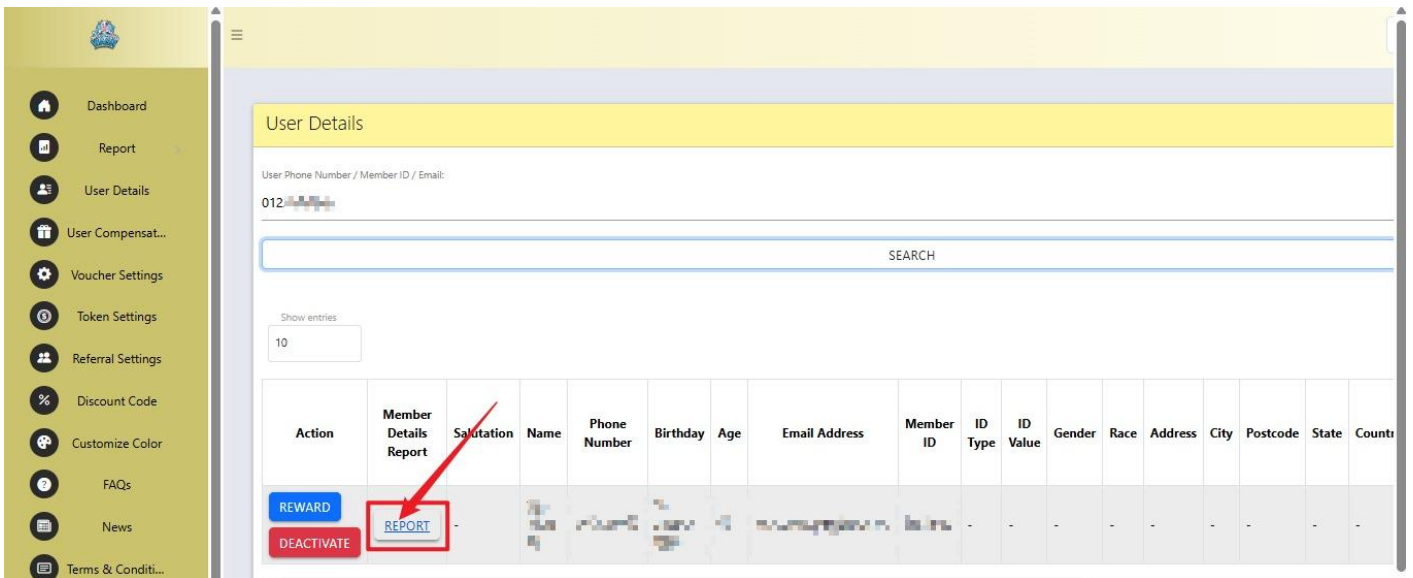 Dashboard
Report
User Details
User Compensat...
Voucher Settings
Token Settings
Referral Settings
Discount Code
Customize Color
FAQs
News
Terms & Conditi...
User Details
User Phone Number / Member ID / Email:
012
SEARCH
Show entries
10
Action Member Details Report Salutation Name Phone Number Birthday Age Email Address Member ID ID Type ID Value Gender Race Address City Postcode State Countr
REWARD
DEACTIVATE
REPORT - - - - - - - - -